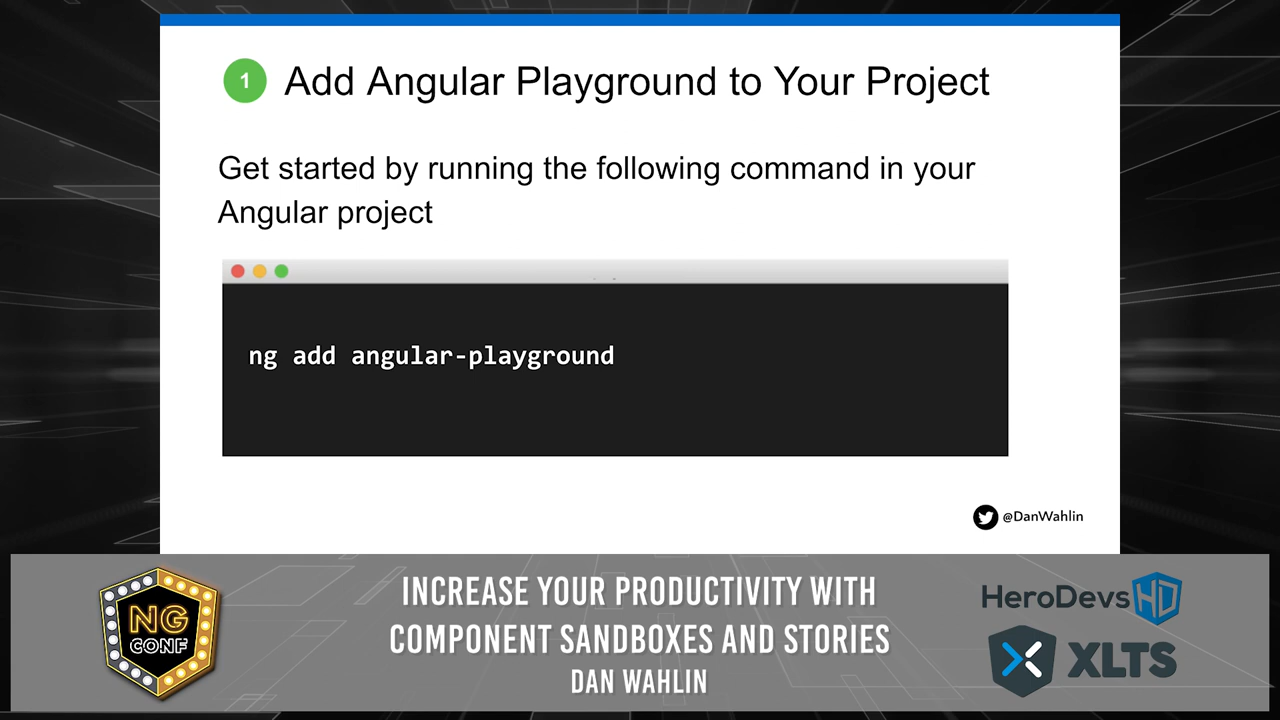 1 Add Angular Playground to Your Project
Get started by running the following command in your
Angular project
ng add angular-playground
@DanWahlin
NG
CONF
INCREASE YOUR PRODUCTIVITY WITH
COMPONENT SANDBOXES AND STORIES
DAN WAHLIN
HeroDevs HD
XLTS